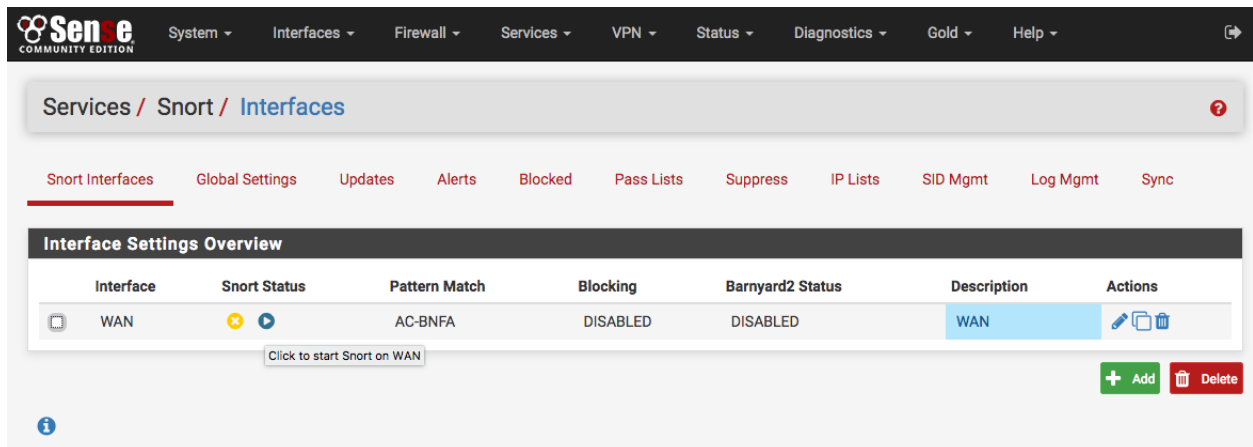 Sense
COMMUNITY EDITION
System Interfaces Firewall Services VPN Status Diagnostics Gold Help
Services / Snort / Interfaces
Snort Interfaces Global Settings Updates Alerts Blocked Pass Lists Suppress IP Lists SID Mgmt Log Mgmt Sync
Interface Settings Overview
Interface Snort Status Pattern Match Blocking Barnyard2 Status Description Actions
WAN AC-BNFA DISABLED DISABLED WAN
Click to start Snort on WAN
Add Delete